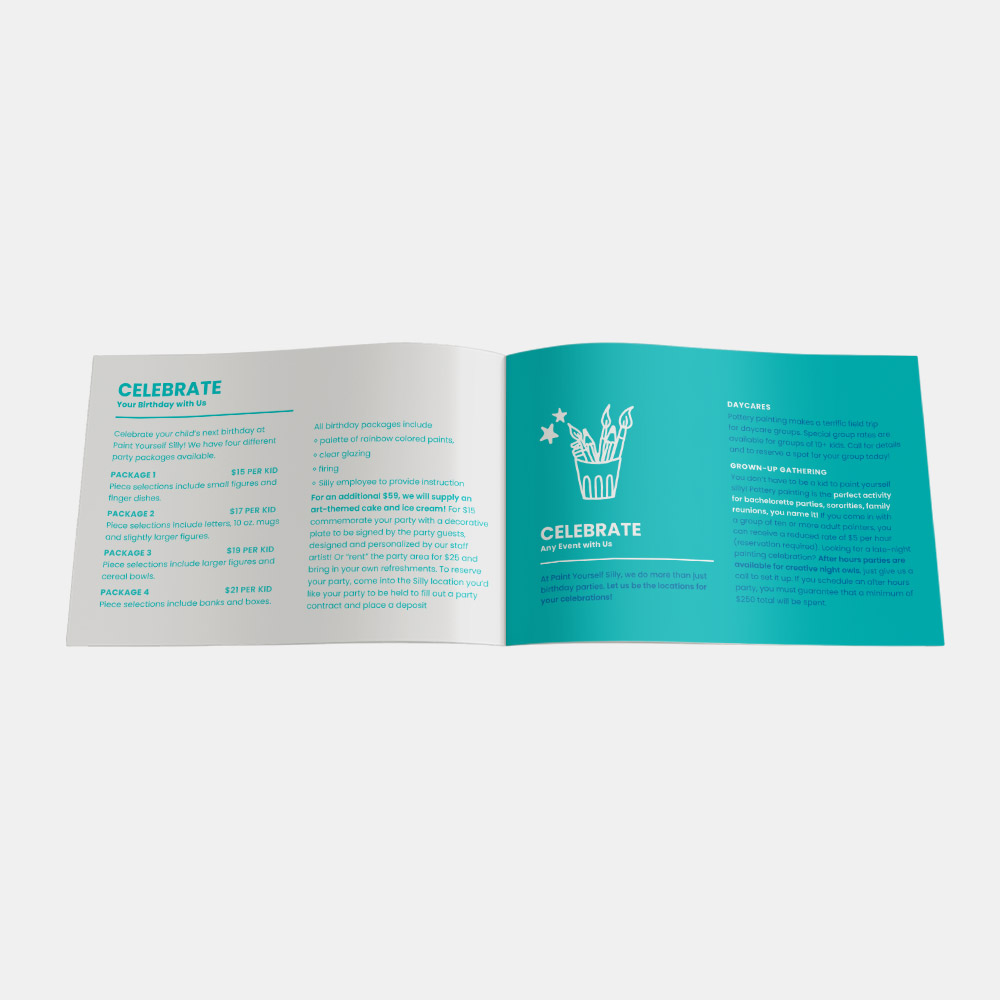 CELEBRATE
Your Birthday with Us
Celebrate your child's next birthday at
Paint Yourself Silly! We have four different
party packages available.
PACKAGE 1 $15 PER KID
Piece selections include small figures and
finger dishes.
PACKAGE 2 $17 PER KID
Piece selections include letters, 10 oz. mugs
and slightly larger figures.
PACKAGE 3 $19 PER KID
Piece selections include larger figures and
cereal bowls.
PACKAGE 4 $21 PER KID
Piece selections include banks and boxes.
All birthday packages include
palette of rainbow colored paints,
clear glazing
firing
Silly employee to provide instruction
For an additional $59, we will supply an
art-themed cake and ice cream! For $15
commemorate your party with a decorative
plate to be signed by the party guests,
designed and personalized by our staff
artist! Or "rent" the party area for $25 and
bring in your own refreshments. To reserve
your party, come into the Silly location you'd
like your party to be held to fill out a party
contract and place a deposit
CELEBRATE
Any Event with Us
At Paint Yourself Silly, we do more than just
birthday parties. Let us be the locations for
your celebrations!
DAYCARES
Pottery painting makes a terrific field trip
for daycare groups. Special group rates are
available for groups of 10+ kids. Call for details
and to reserve a spot for your group today!
GROWN-UP GATHERING
You don't have to be a kid to paint yourself
silly! Pottery painting is the perfect activity
for bachelorette parties, sororities, family
reunions, you name it! If you come in with
a group of ten or more adult painters, you
can receive a reduced rate of $5 per hour
(reservation required). Looking for a late-night
painting celebration? After hours parties are
available for creative night owls. just give us a
call to set it up. If you schedule an after hours
party, you must guarantee that a minimum of
$250 total will be spent.